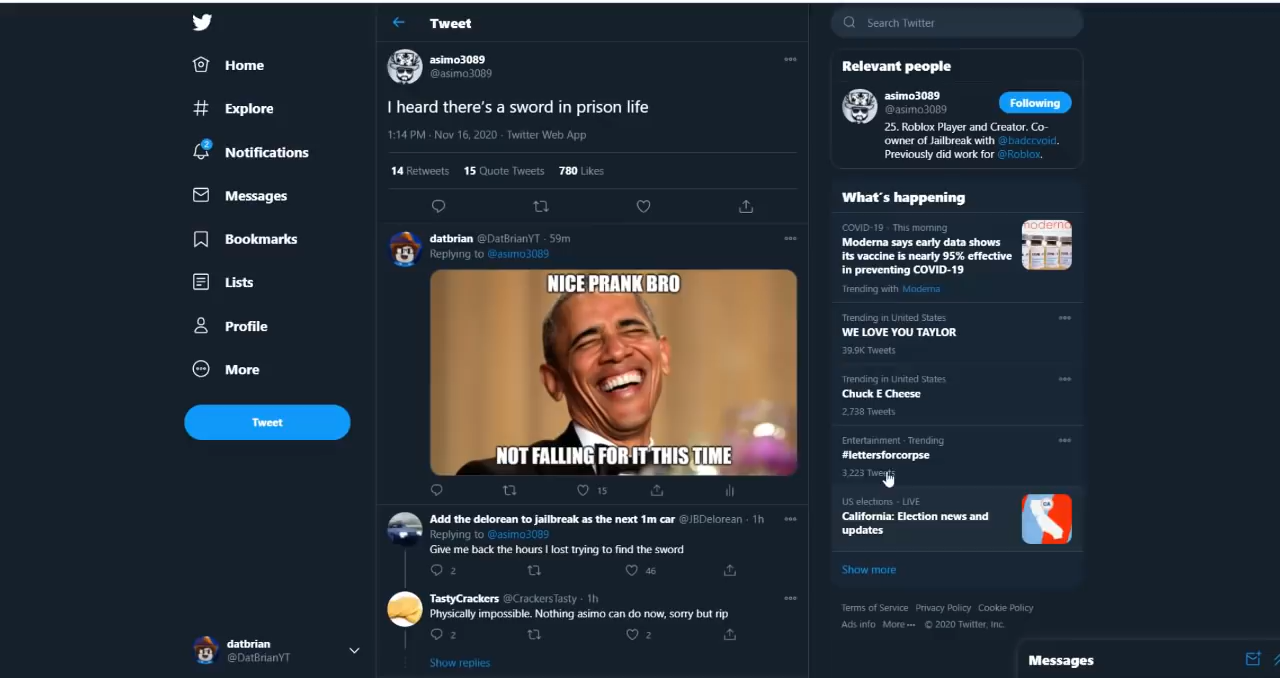 Home
Explore
2
Notifications
Messages
Bookmarks
Lists
Profile
More
Tweet
datbrian
@DatBrianYT
Tweet
asimo3089
@asimo3089
I heard there's a sword in prison life
1:14 PM · Nov 16, 2020 · Twitter Web App
14 Retweets 15 Quote Tweets 780 Likes
datbrian @DatBrianYT · 59m
Replying to @asimo3089
NICE PRANK BRO
NOT FALLING FOR IT THIS TIME
15
Add the delorean to jailbreak as the next 1m car @JBDelorean · 1h
Replying to @asimo3089
Give me back the hours I lost trying to find the sword
2 46
TastyCrackers @CrackersTasty · 1h
Physically impossible. Nothing asimo can do now, sorry but rip
2 2
Show replies
Search Twitter
Relevant people
asimo3089
@asimo3089
Following
25. Roblox Player and Creator. Co-
owner of Jailbreak with @badccvoid.
Previously did work for @Roblox.
What's happening
COVID-19 · This morning
Moderna says early data shows
its vaccine is nearly 95% effective
in preventing COVID-19
Trending with Moderna
moderna
Trending in United States
WE LOVE YOU TAYLOR
39.9K Tweets
Trending in United States
Chuck E Cheese
2,738 Tweets
Entertainment · Trending
#lettersforcorpse
3,223 Tweets
US elections · LIVE
California: Election news and
updates
CA
Show more
Terms of Service Privacy Policy Cookie Policy
Ads info More··· © 2020 Twitter, Inc.
Messages